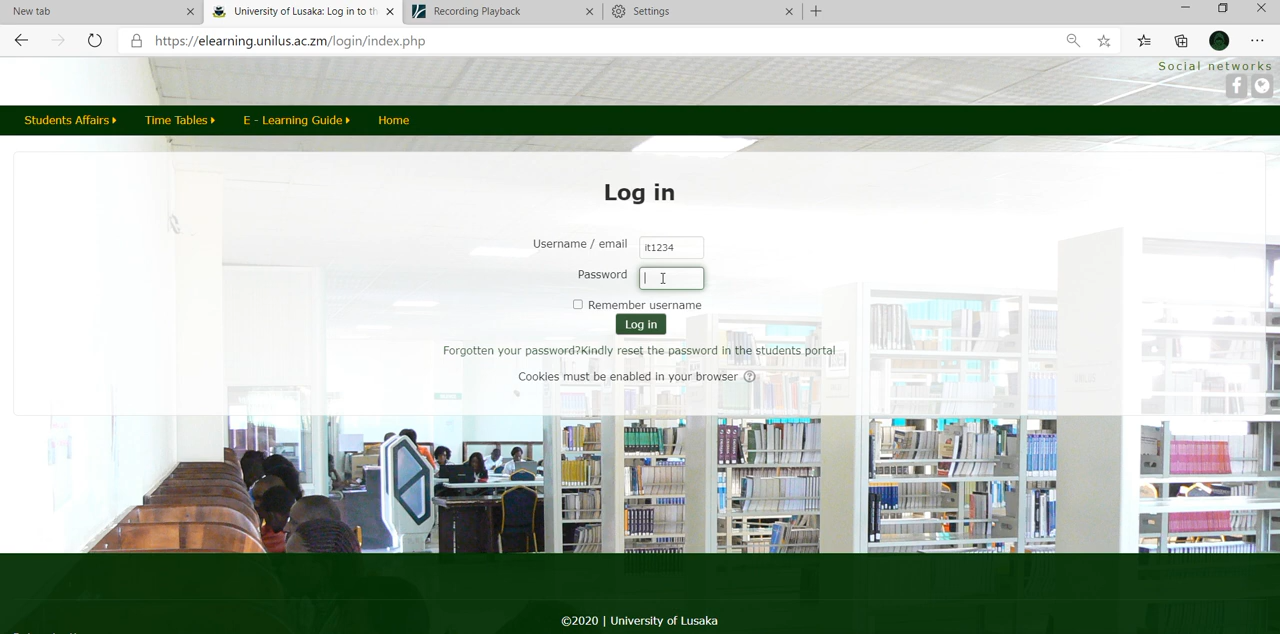 New tab
University of Lusaka: Log in to th
Recording Playback
Settings
https://elearning.unilus.ac.zm/login/index.php
Social networks
Students Affairs
Time Tables
E - Learning Guide
Home
Log in
Username / email
it1234
Password
Remember username
Log in
Forgotten your password?Kindly reset the password in the students portal
Cookies must be enabled in your browser
©2020 | University of Lusaka